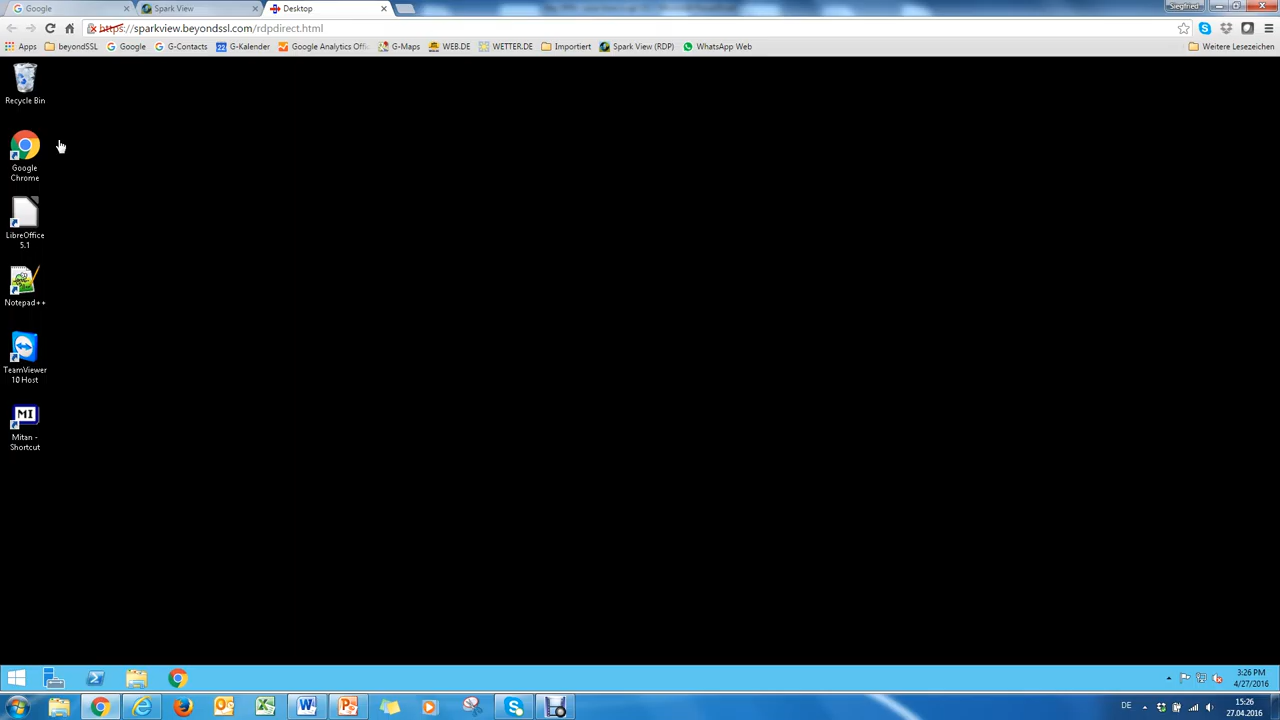 Google
Spark View
Desktop
Siegfried
https://sparkview.beyondssl.com/rdpdirect.html
Apps
beyondSSL
Google
G-Contacts
22 G-Kalender
Google Analytics Offi
G-Maps
WEB.DE
WETTER.DE
Importiert
Spark View (RDP)
WhatsApp Web
Weitere Lesezeichen
Recycle Bin
Google
Chrome
LibreOffice
5.1
Notepad++
TeamViewer
10 Host
MI
Mitan -
Shortcut
3:26 PM
4/27/2016
DE
15:26
27.04.2016